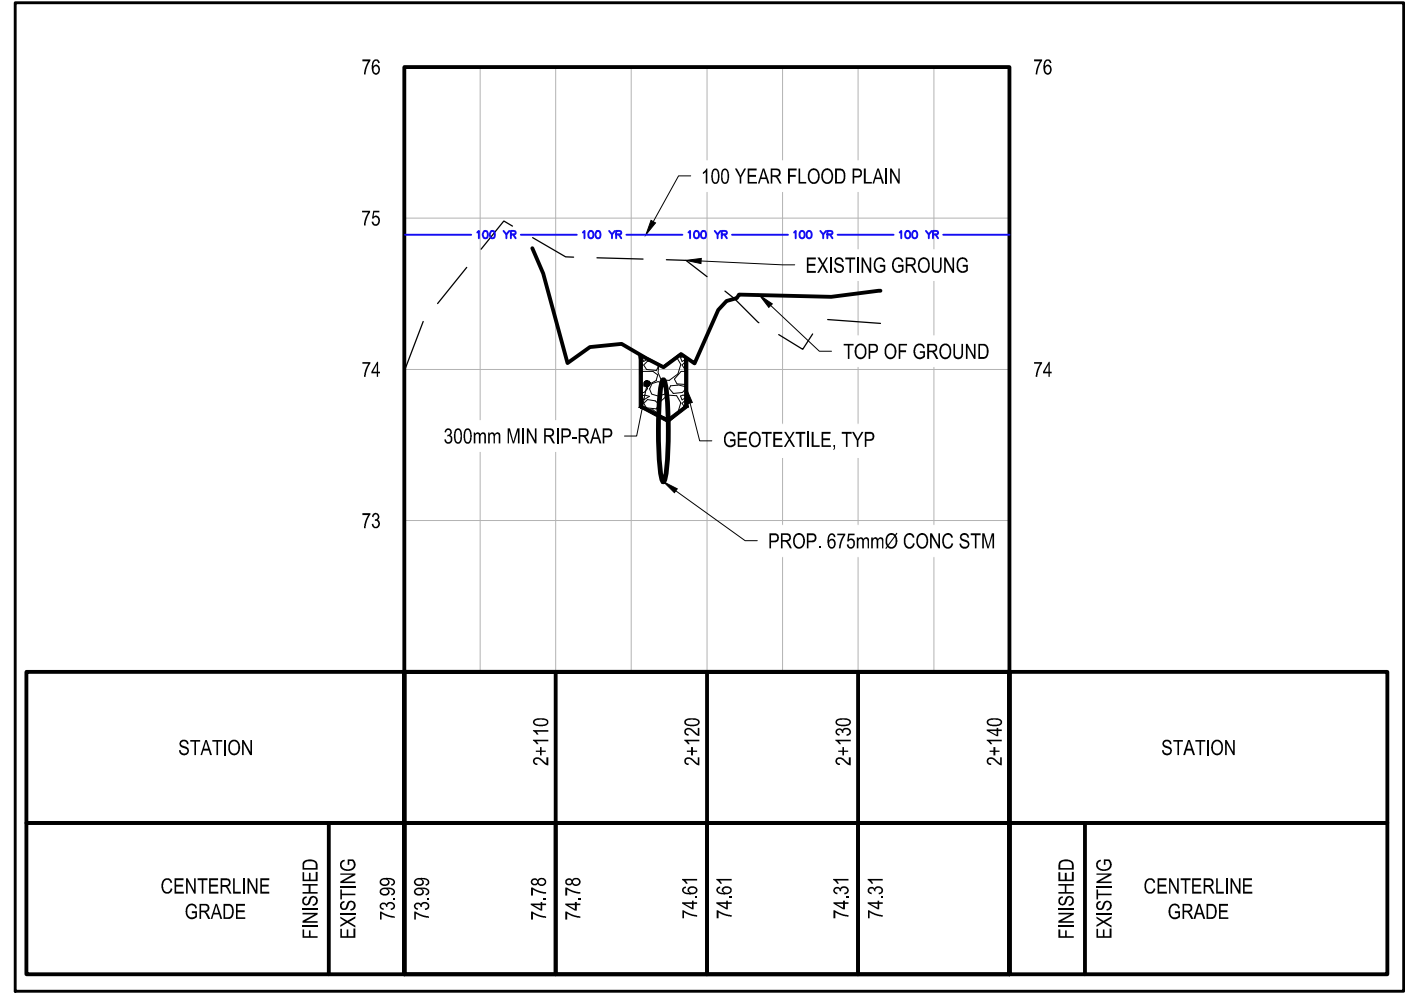 76
76
100 YEAR FLOOD PLAIN
75
100 YR 100 YR 100 YR 100 YR 100 YR
EXISTING GROUNG
TOP OF GROUND
74
74
300mm MIN RIP-RAP
GEOTEXTILE, TYP
73
PROP. 675mmØ CONC STM
STATION
2+110
2+120
2+130
2+140
STATION
CENTERLINE
GRADE
FINISHED
EXISTING
73.99
73.99
74.78
74.78
74.61
74.61
74.31
74.31
FINISHED
EXISTING
CENTERLINE
GRADE